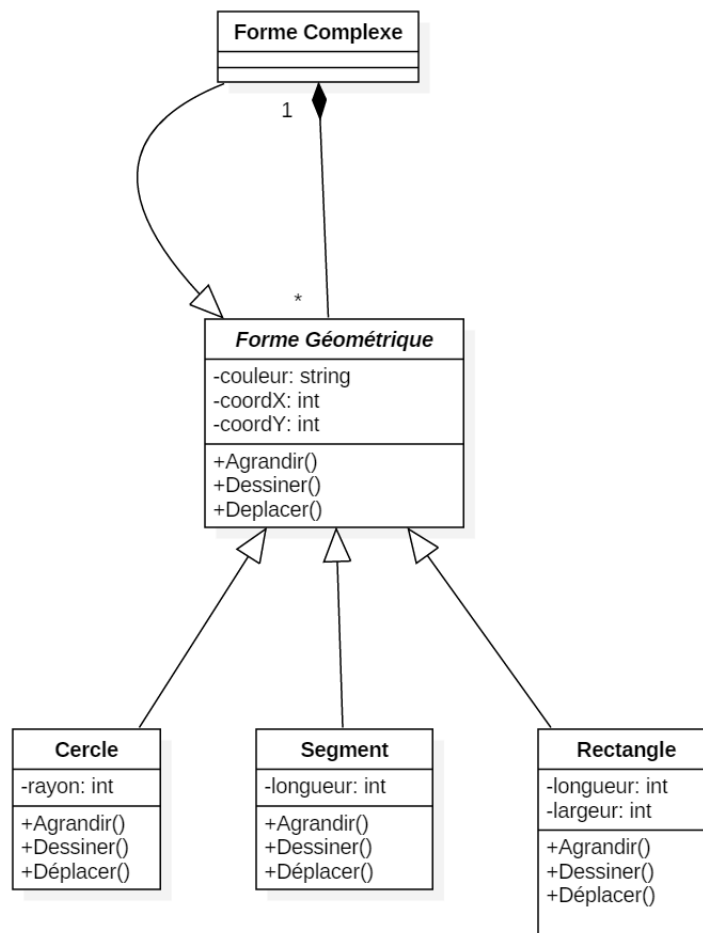 Forme Complexe
1
*
Forme Géométrique
-couleur: string
-coordX: int
-coordY: int
+Agrandir()
+Dessiner()
+Deplacer()
Cercle
-rayon: int
+Agrandir()
+Dessiner()
+Déplacer()
Segment
-longueur: int
+Agrandir()
+Dessiner()
+Déplacer()
Rectangle
-longueur: int
-largeur: int
+Agrandir()
+Dessiner()
+Déplacer()